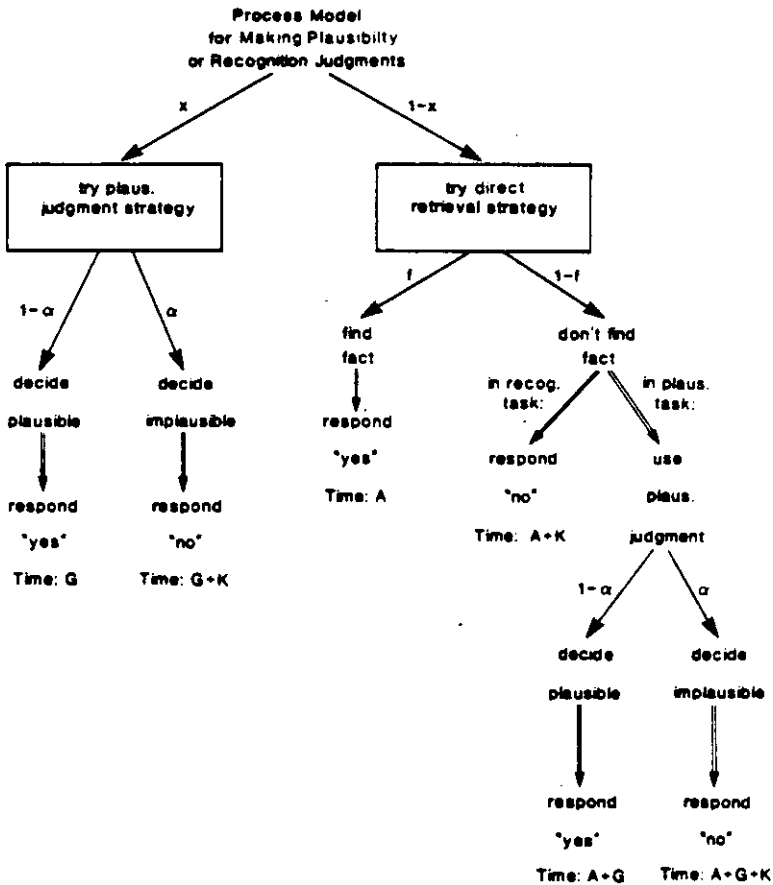 Process Model
for Making Plausibilty
or Recognition Judgments
x
1-x
try plaus.
judgment strategy
try direct
retrieval strategy
1-α
α
f
1-f
decide
plausible
decide
implausible
find
fact
don't find
fact
in recog.
task:
in plaus.
task:
respond
"yes"
Time: G
respond
"no"
Time: G+K
respond
"yes"
Time: A
respond
"no"
Time: A+K
use
plaus.
judgment
1-α
α
decide
plausible
decide
implausible
respond
"yes"
Time: A+G
respond
"no"
Time: A+G+K